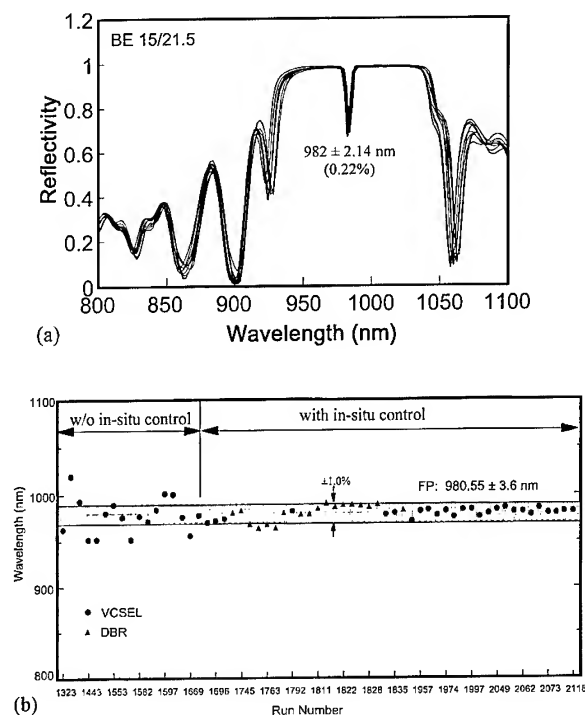 BE 15/21.5
1
0.8
0.6
0.4
0.2
0
Reflectivity
982 ± 2.14 nm
(0.22%)
800 850 900 950 1000 1050 1100
Wavelength (nm)
(a)
1100
1000
900
800
Wavelength (nm)
w/o in-situ control
with in-situ control
±1.0%
FP: 980.55 ± 3.6 nm
VCSEL
DBR
1323 1443 1553 1582 1597 1669 1696 1745 1763 1792 1811 1822 1828 1835 1957 1974 1997 2049 2062 2073 2118
Run Number
(b)